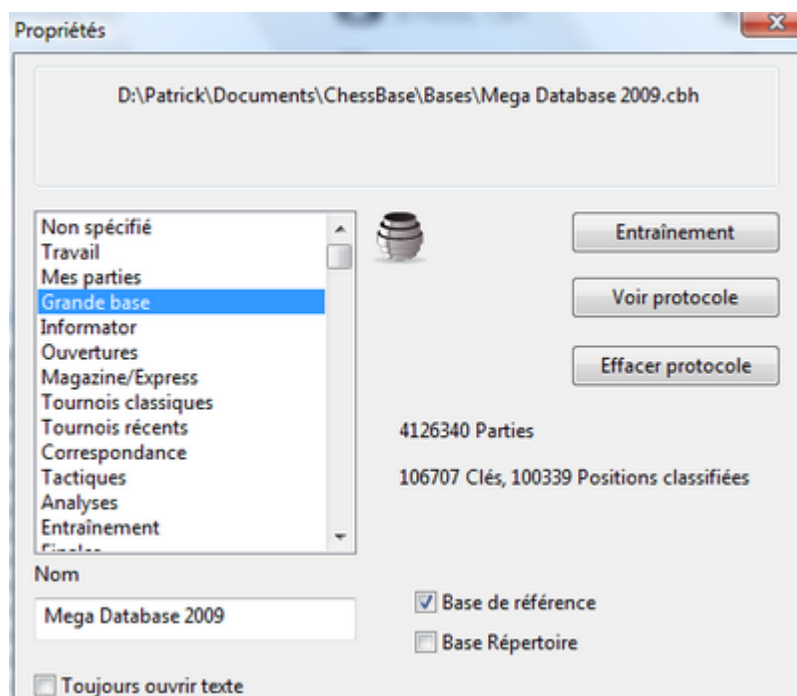 Propriétés
D:\Patrick\Documents\ChessBase\Bases\Mega Database 2009.cbh
Non spécifié
Travail
Mes parties
Grande base
Informator
Ouvertures
Magazine/Express
Tournois classiques
Tournois récents
Correspondance
Tactiques
Analyses
Entraînement
Entraînement
Voir protocole
Effacer protocole
4126340 Parties
106707 Clés, 100339 Positions classifiées
Nom
Mega Database 2009
Base de référence
Base Répertoire
Toujours ouvrir texte